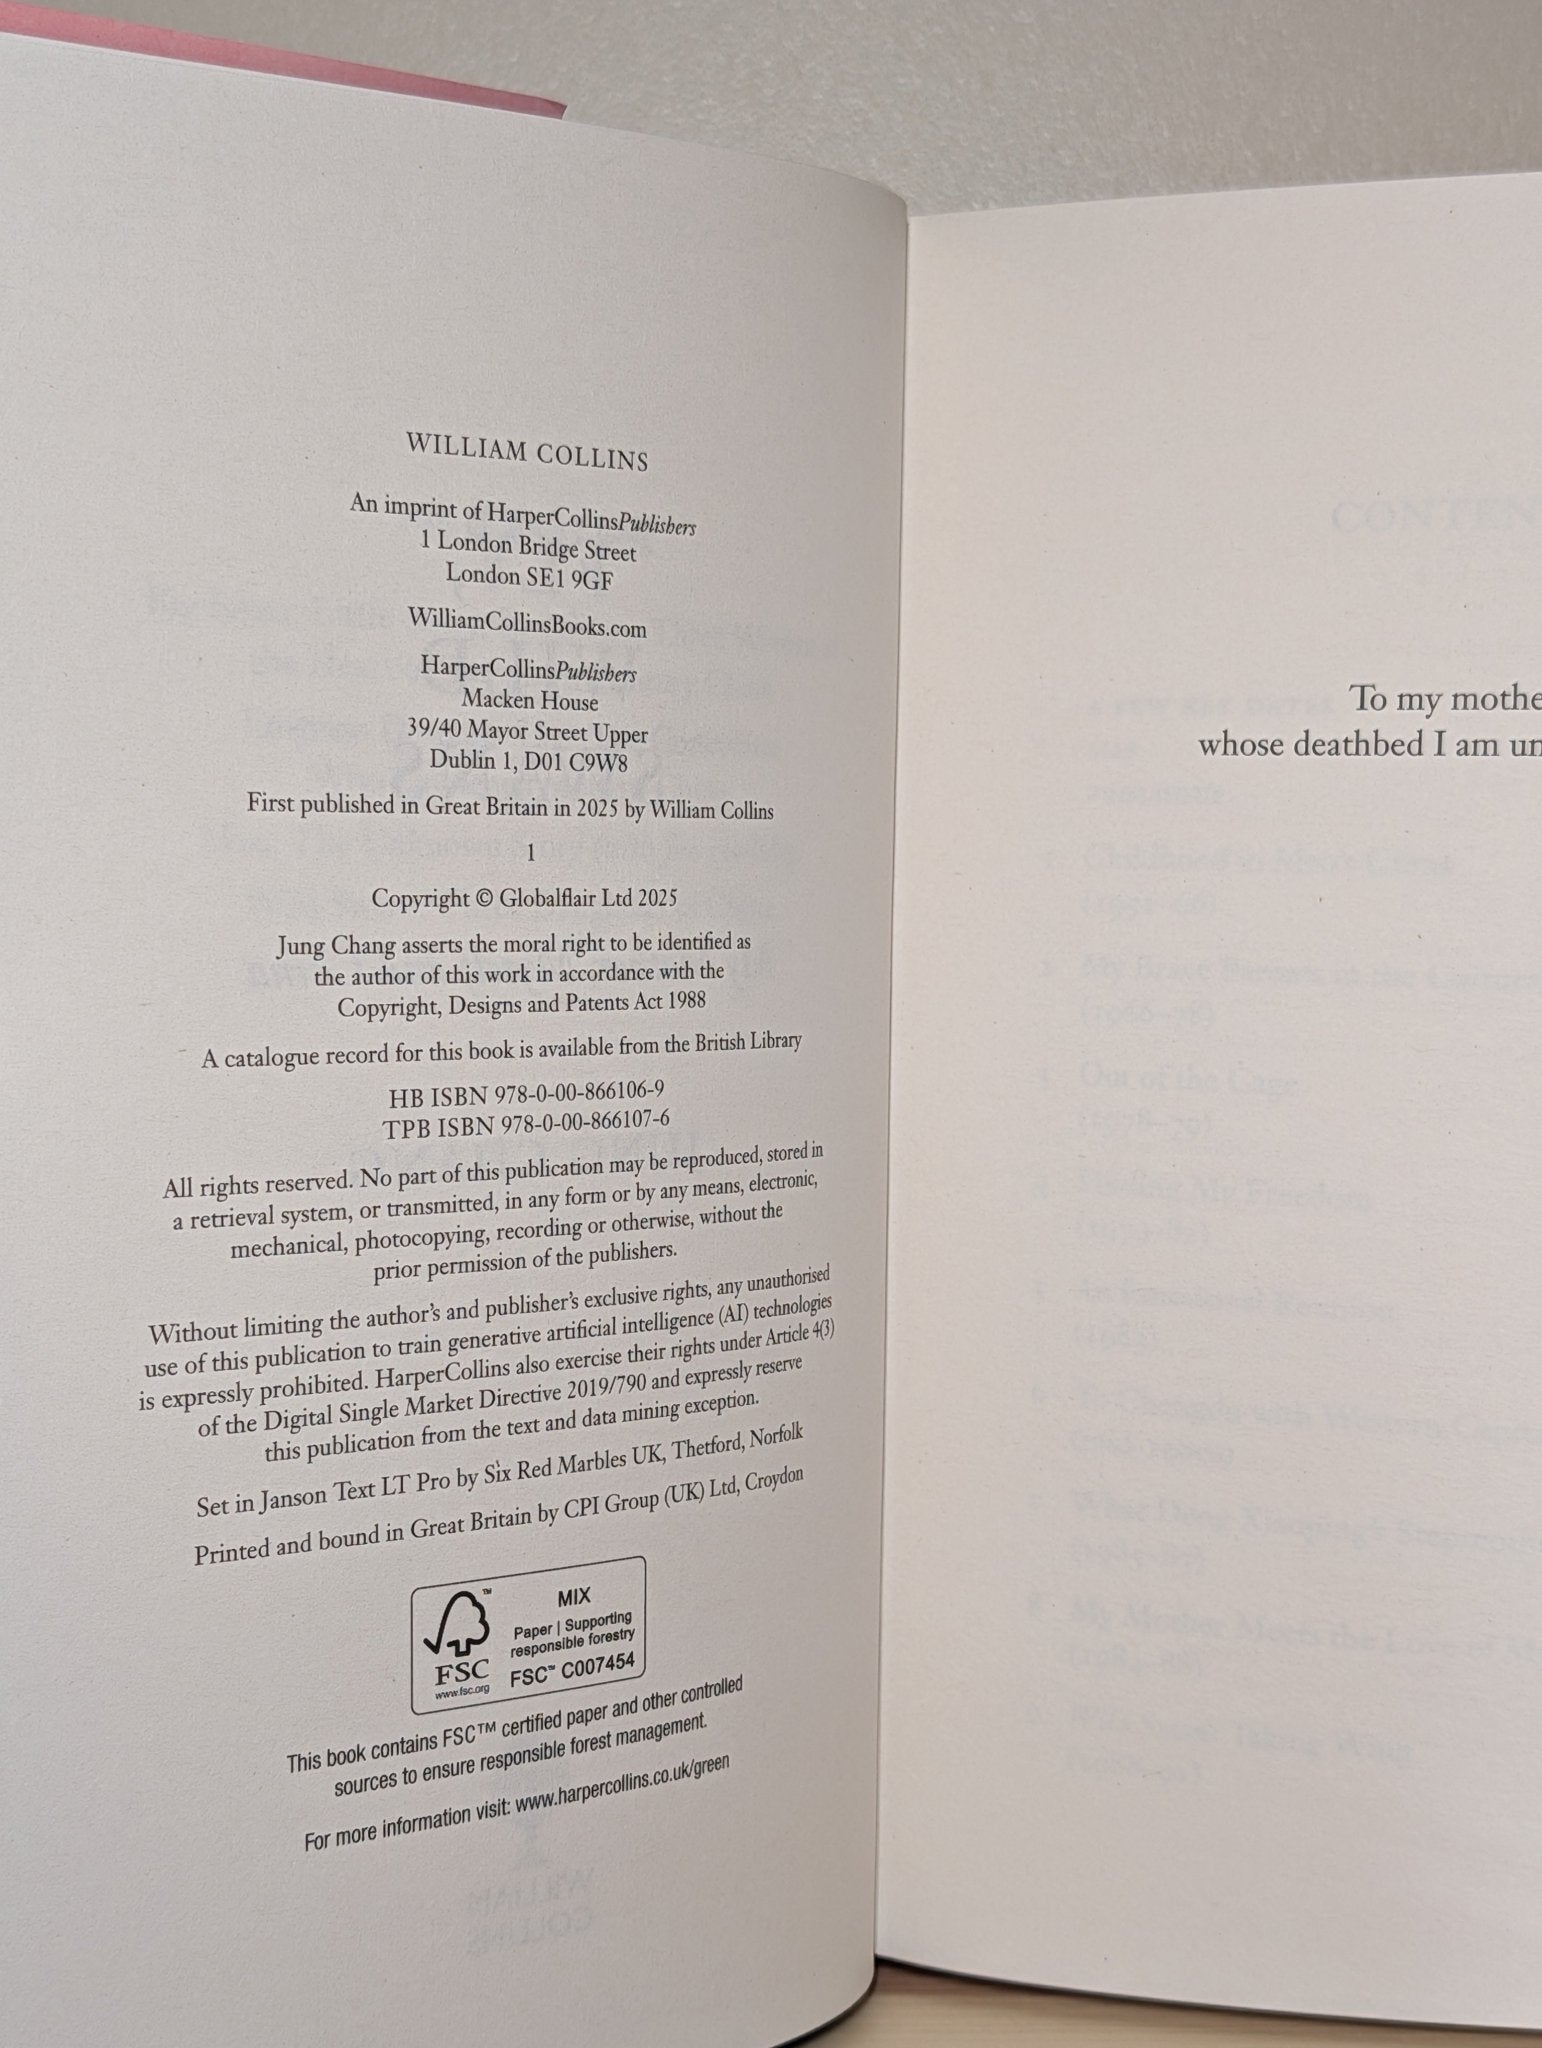 WILLIAM COLLINS
An imprint of HarperCollinsPublishers
1 London Bridge Street
London SE1 9GF
WilliamCollinsBooks.com
HarperCollinsPublishers
Macken House
39/40 Mayor Street Upper
Dublin 1, D01 C9W8
First published in Great Britain in 2025 by William Collins
1
Copyright © Globalflair Ltd 2025
Jung Chang asserts the moral right to be identified as
the author of this work in accordance with the
Copyright, Designs and Patents Act 1988
A catalogue record for this book is available from the British Library
HB ISBN 978-0-00-866106-9
TPB ISBN 978-0-00-866107-6
All rights reserved. No part of this publication may be reproduced, stored in
a retrieval system, or transmitted, in any form or by any means, electronic,
mechanical, photocopying, recording or otherwise, without the
prior permission of the publishers.
Without limiting the author's and publisher's exclusive rights, any unauthorised
use of this publication to train generative artificial intelligence (AI) technologies
is expressly prohibited. HarperCollins also exercise their rights under Article 4(3)
of the Digital Single Market Directive 2019/790 and expressly reserve
this publication from the text and data mining exception.
Set in Janson Text LT Pro by Six Red Marbles UK, Thetford, Norfolk
Printed and bound in Great Britain by CPI Group (UK) Ltd, Croydon
™
FSC
www.fsc.org
MIX
Paper | Supporting
responsible forestry
FSC™ C007454
This book contains FSC™ certified paper and other controlled
sources to ensure responsible forest management.
For more information visit: www.harpercollins.co.uk/green
To my mothe
whose deathbed I am un